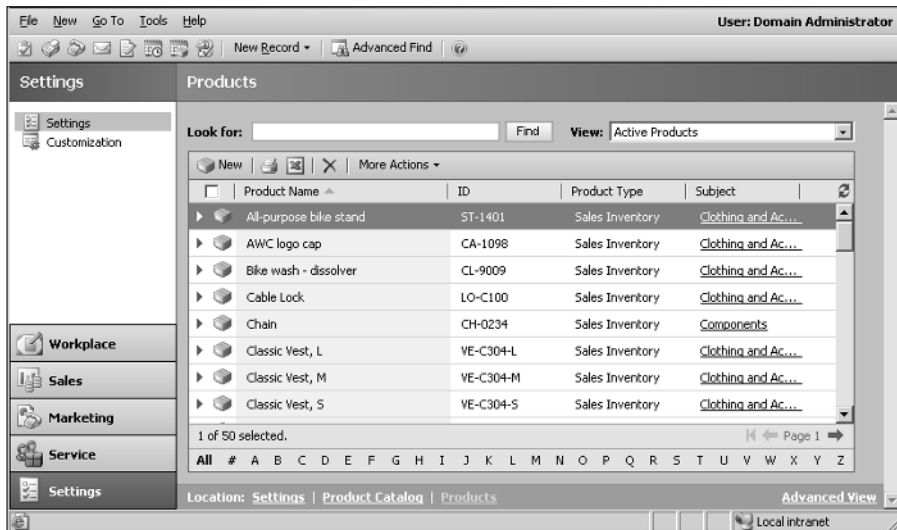 File New Go To Tools Help User: Domain Administrator
New Record Advanced Find
Settings Products
Settings
Customization
Look for: Find View: Active Products
New More Actions
Product Name ID Product Type Subject
All-purpose bike stand ST-1401 Sales Inventory Clothing and Ac...
AWC logo cap CA-1098 Sales Inventory Clothing and Ac...
Bike wash - dissolver CL-9009 Sales Inventory Clothing and Ac...
Cable Lock LO-C100 Sales Inventory Clothing and Ac...
Chain CH-0234 Sales Inventory Components
Classic Vest, L VE-C304-L Sales Inventory Clothing and Ac...
Classic Vest, M VE-C304-M Sales Inventory Clothing and Ac...
Classic Vest, S VE-C304-S Sales Inventory Clothing and Ac...
1 of 50 selected. Page 1
All # A B C D E F G H I J K L M N O P Q R S T U V W X Y Z
Workplace
Sales
Marketing
Service
Settings
Location: Settings | Product Catalog | Products Advanced View
Local intranet